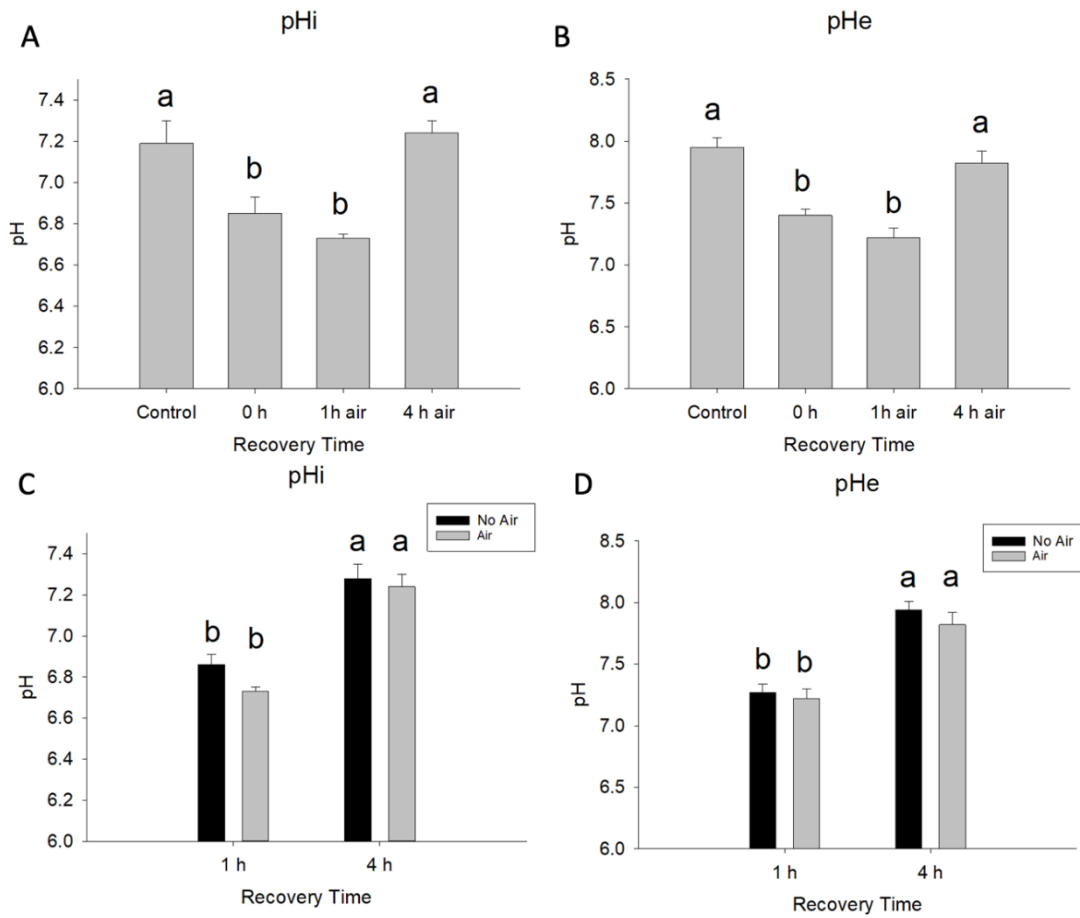 A
pHi
pH
7.4
7.2
7.0
6.8
6.6
6.4
6.2
6.0
a
b
b
a
Control
0 h
1h air
4 h air
Recovery Time
B
pHe
pH
8.5
8.0
7.5
7.0
6.5
6.0
a
b
b
a
Control
0 h
1h air
4 h air
Recovery Time
C
pHi
No Air
Air
pH
7.4
7.2
7.0
6.8
6.6
6.4
6.2
6.0
b
b
a
a
1 h
4 h
Recovery Time
D
pHe
No Air
Air
pH
8.5
8.0
7.5
7.0
6.5
6.0
b
b
a
a
1 h
4 h
Recovery Time